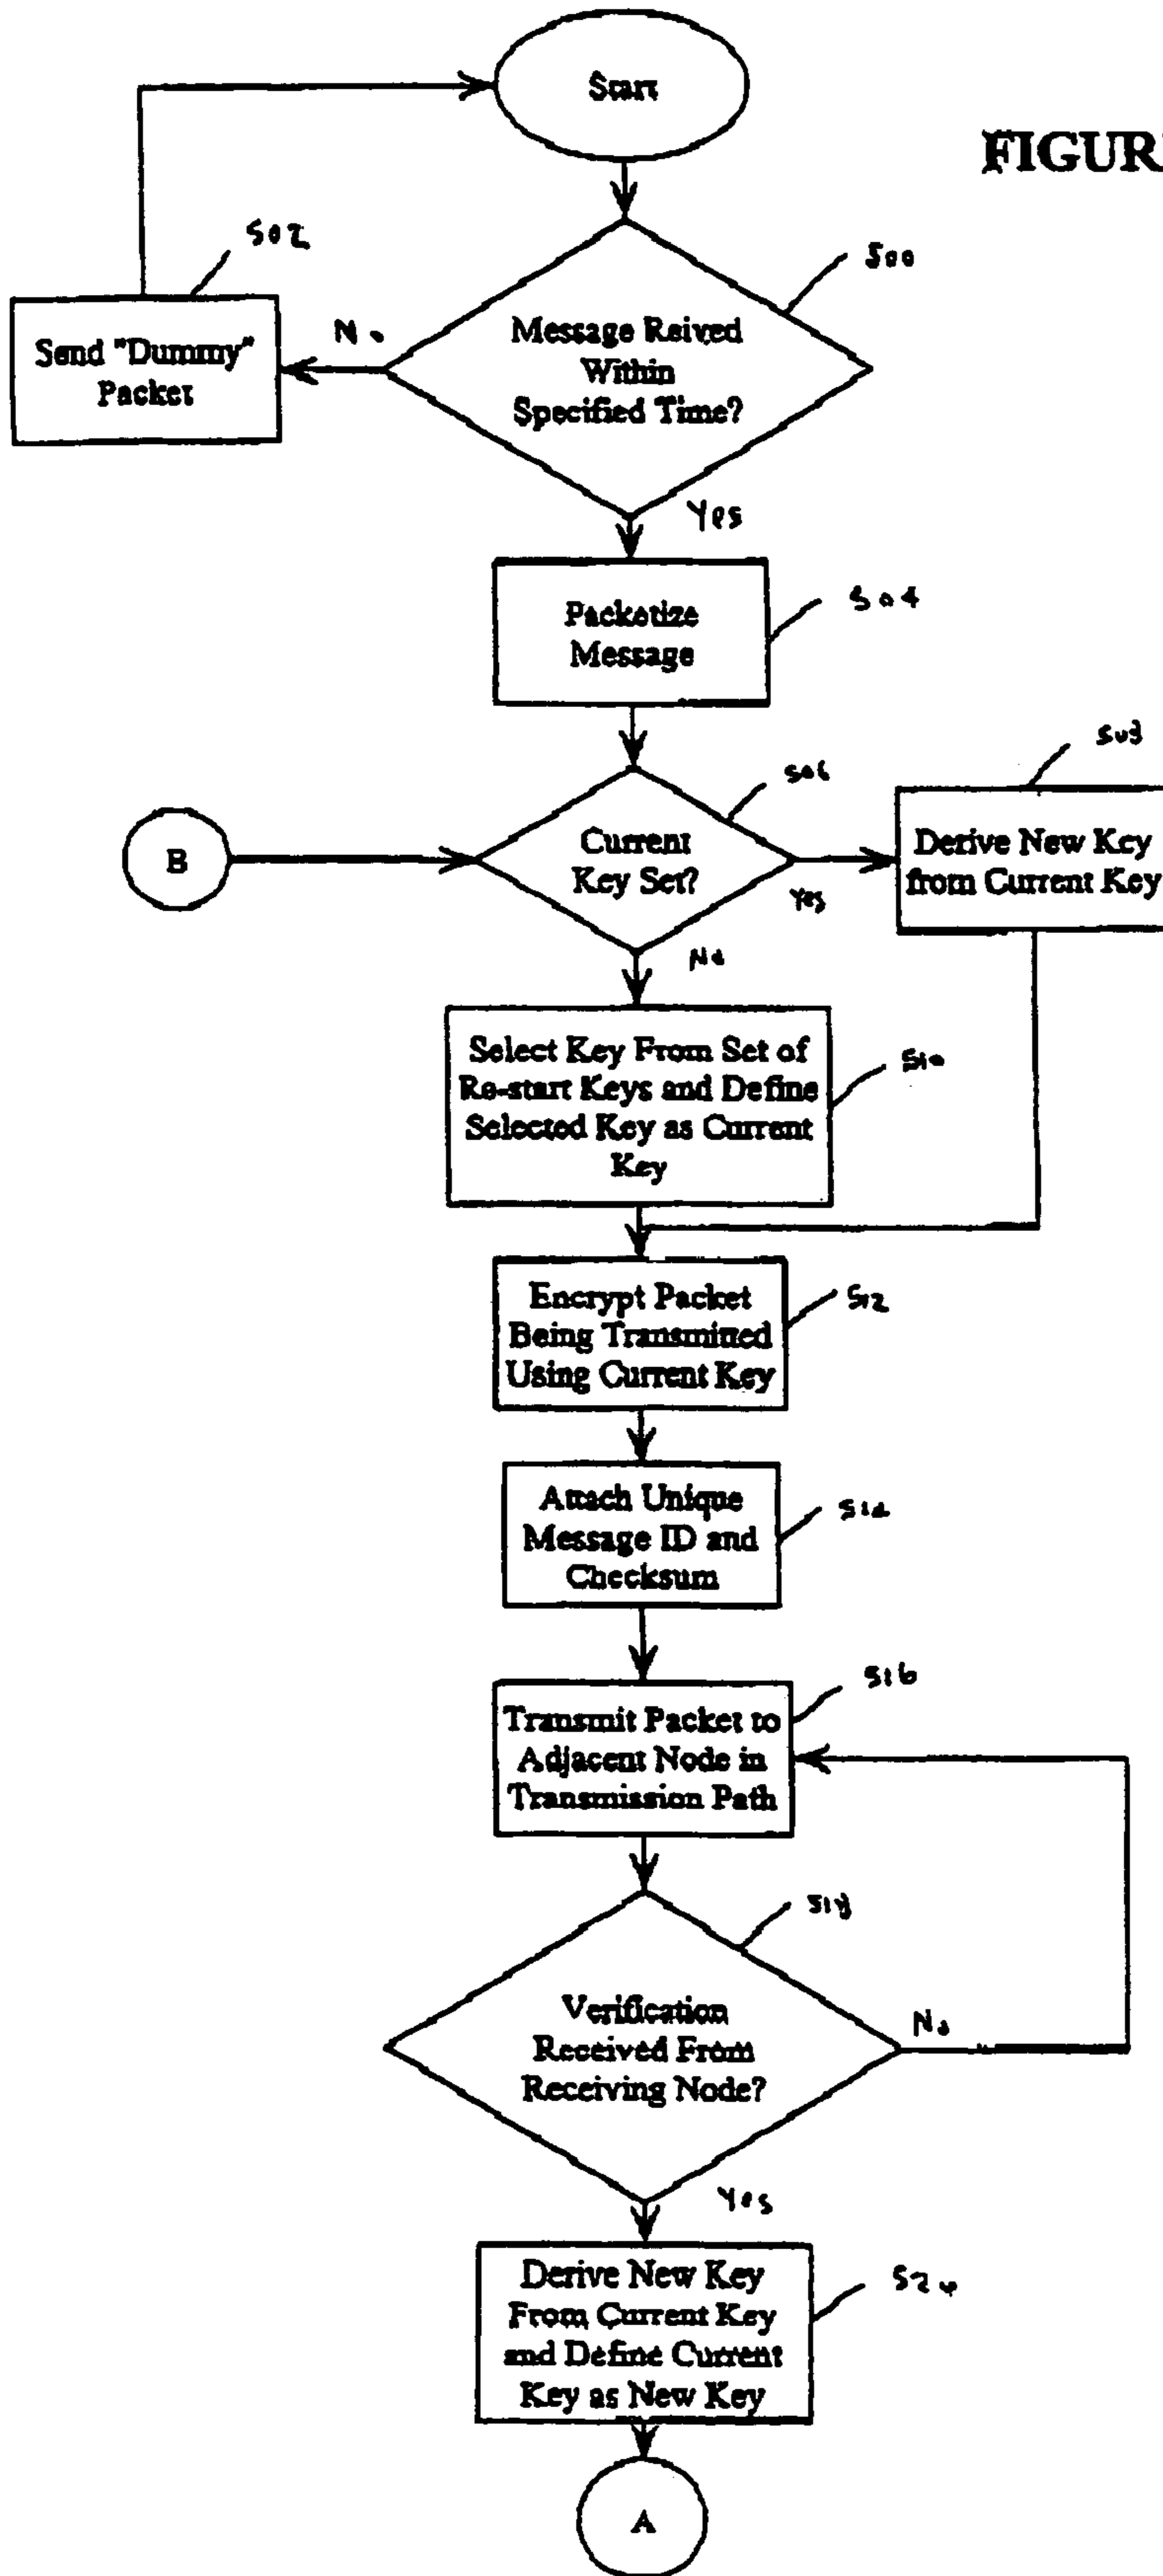 Start
FIGUR
502
500
Send "Dummy"
Packet
No
Message Reived
Within
Specified Time?
Yes
Packetize
Message
504
506
508
B
Current
Key Set?
Yes
Derive New Key
from Current Key
No
Select Key From Set of
Re-start Keys and Define
Selected Key as Current
Key
510
Encrypt Packet
Being Transmitted
Using Current Key
512
Attach Unique
Message ID and
Checksum
514
Transmit Packet to
Adjacent Node in
Transmission Path
516
518
Verification
Received From
Receiving Node?
No
Yes
Derive New Key
From Current Key
and Define Current
Key as New Key
A